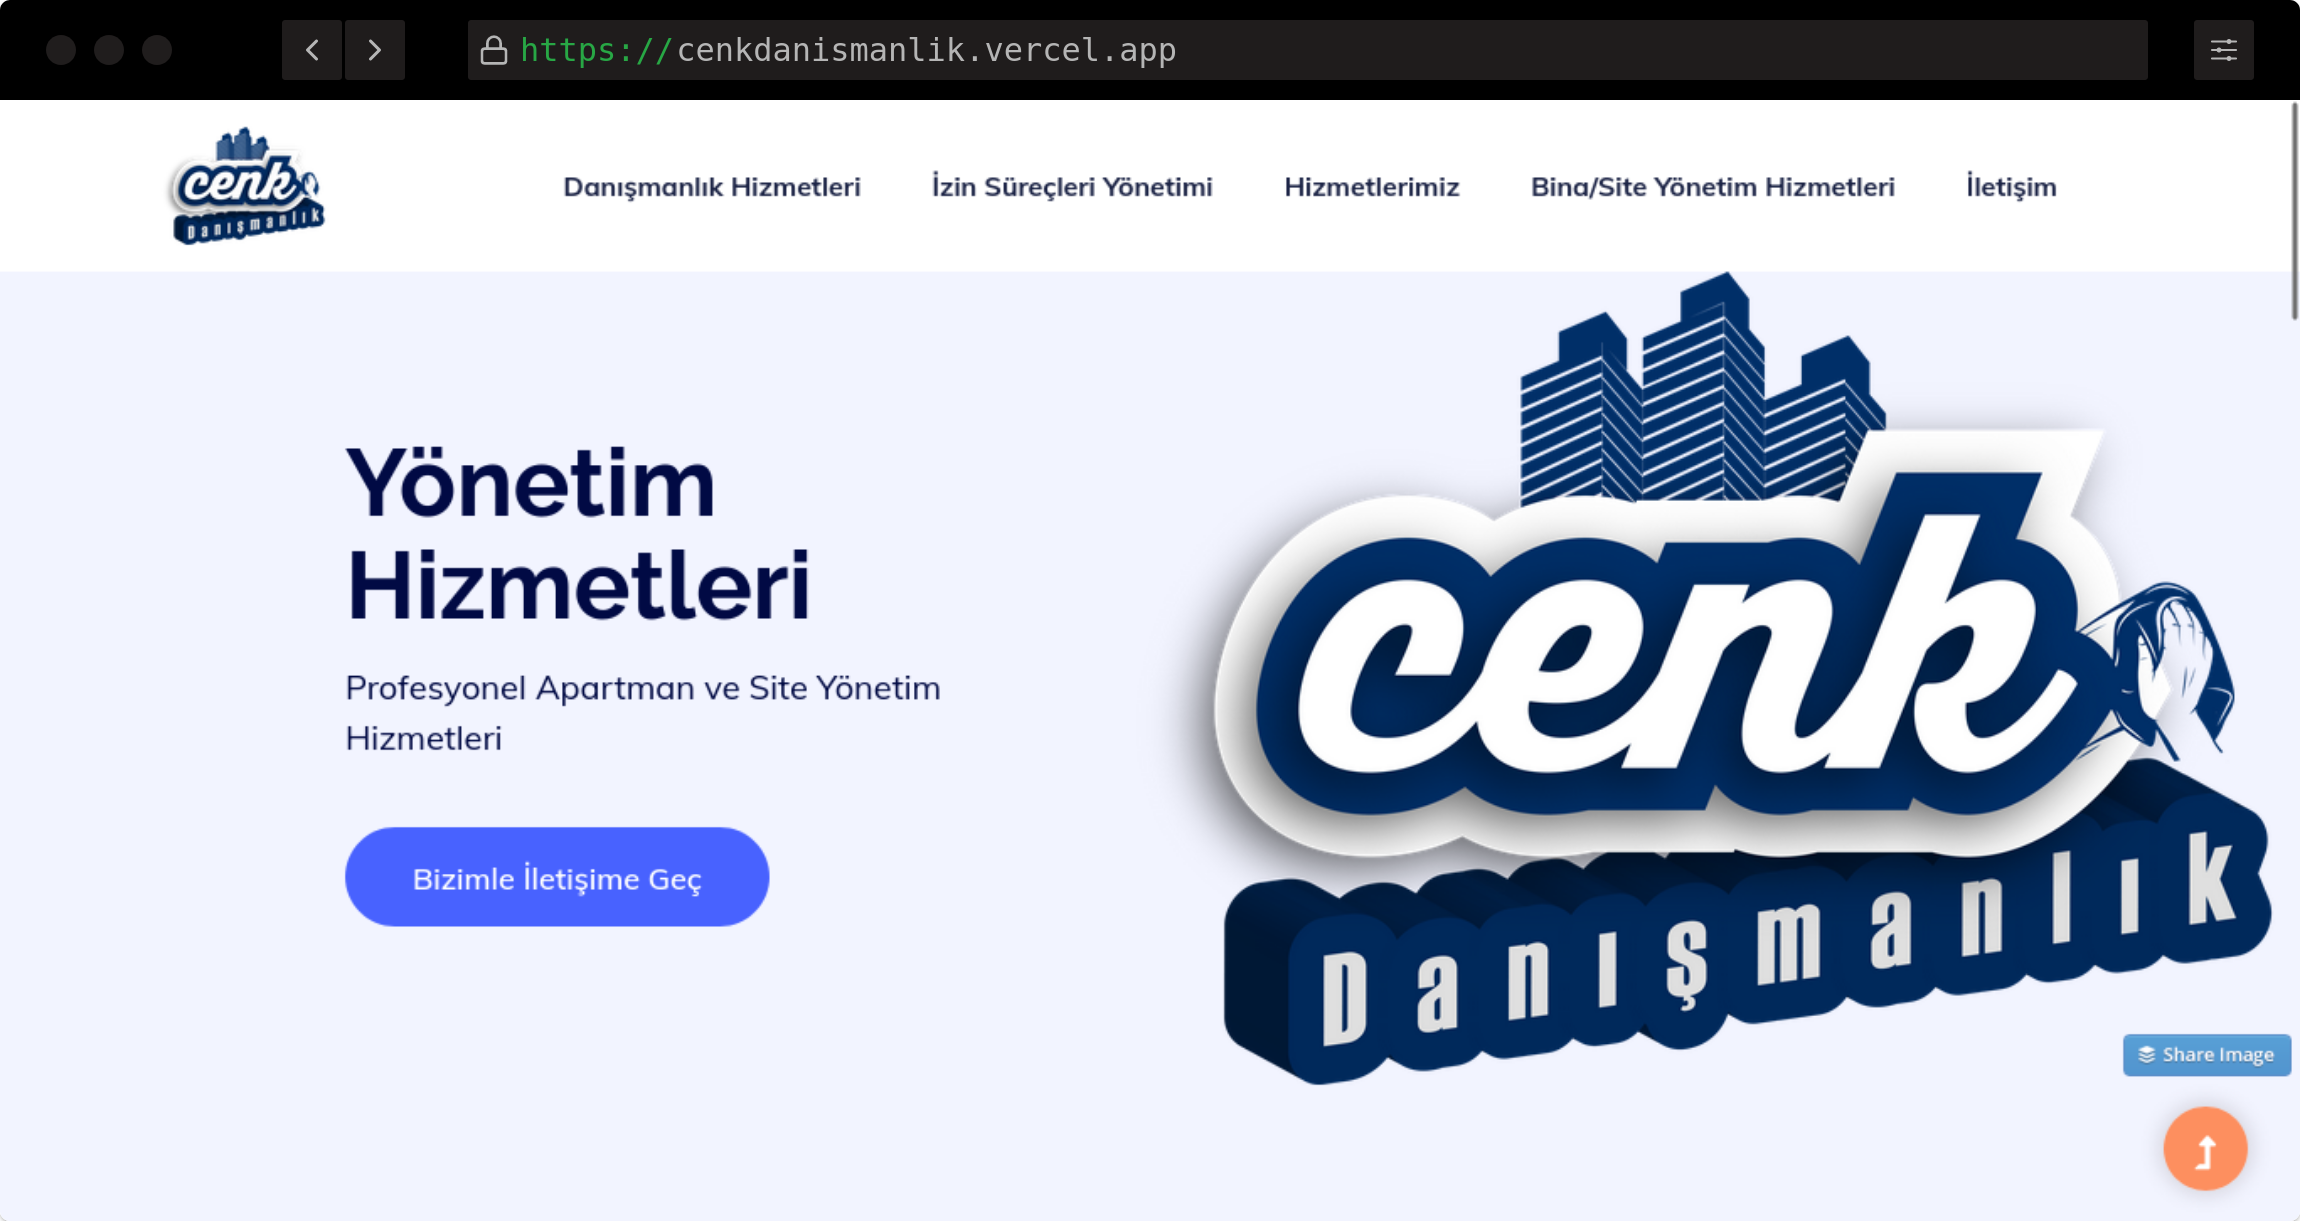 https://cenkdanismanlik.vercel.app
cenk
Danışmanlık
Danışmanlık Hizmetleri
İzin Süreçleri Yönetimi
Hizmetlerimiz
Bina/Site Yönetim Hizmetleri
İletişim
Yönetim
Hizmetleri
Profesyonel Apartman ve Site Yönetim
Hizmetleri
Bizimle İletişime Geç
cenk
Danışmanlık
Share Image